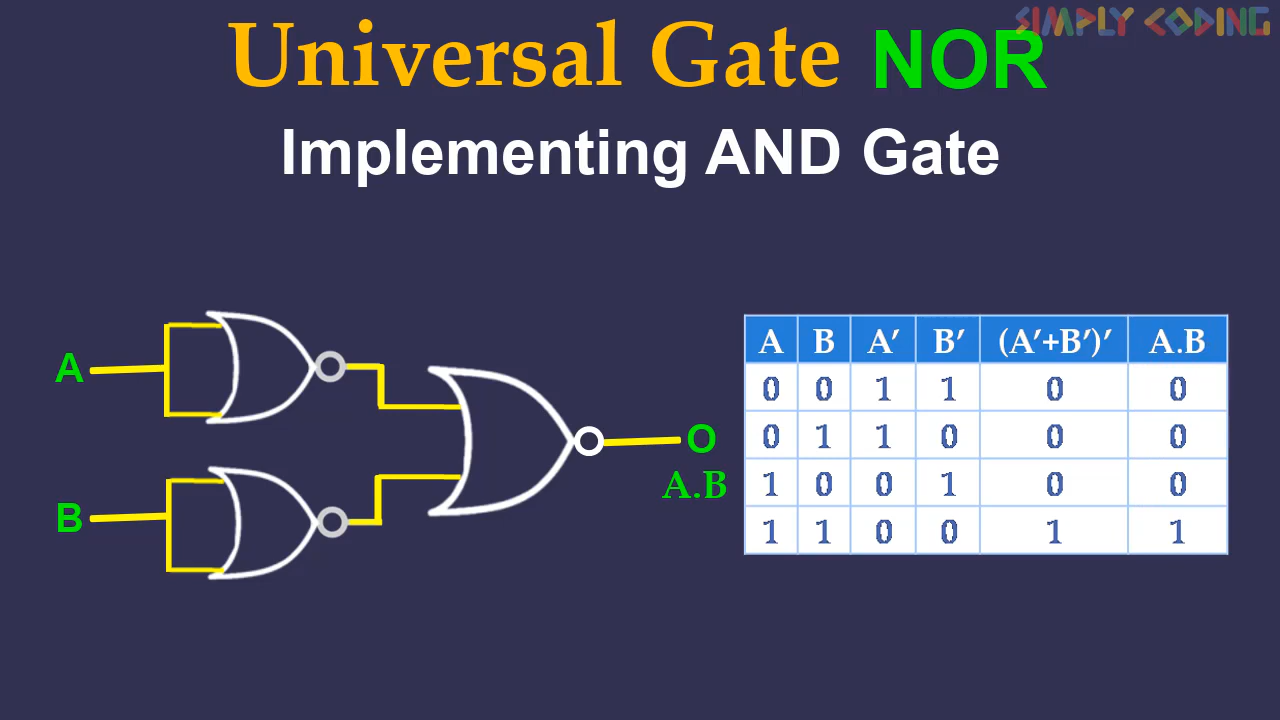 SIMPLY CODING
Universal Gate NOR
Implementing AND Gate
A
B
O
A.B
A B A′ B′ (A′+B′)′ A.B
0 0 1 1 0 0
0 1 1 0 0 0
1 0 0 1 0 0
1 1 0 0 1 1